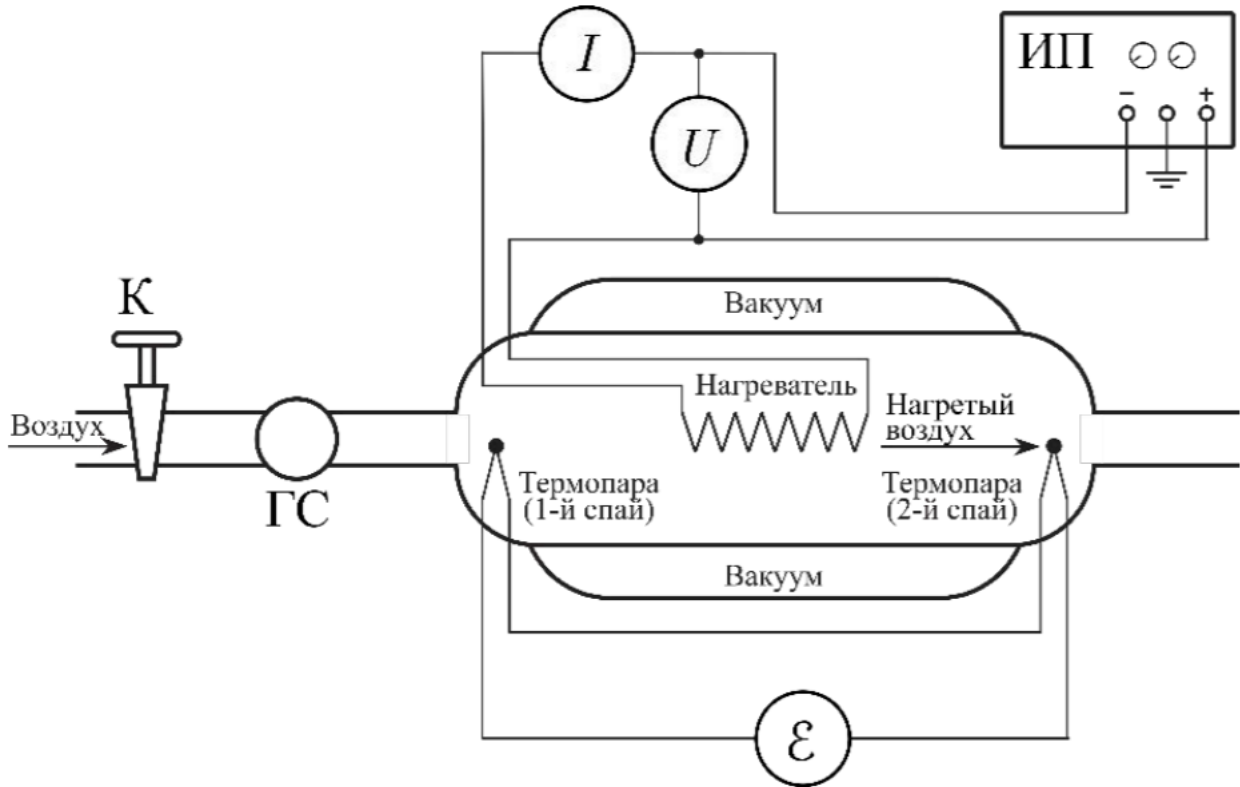 I
ИП
− +
U
К
Вакуум
Нагреватель
Воздух
Нагретый
воздух
ГС
Термопара
(1-й спай)
Термопара
(2-й спай)
Вакуум
ℰ